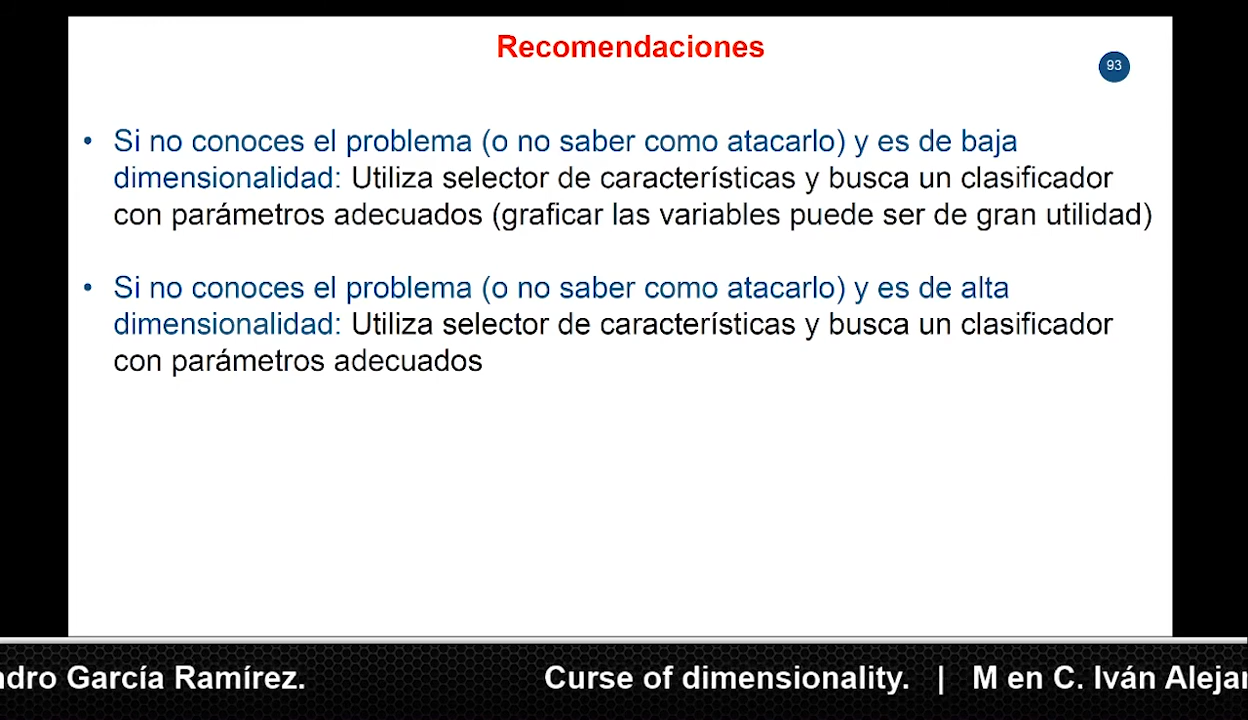 Recomendaciones
93
• Si no conoces el problema (o no saber como atacarlo) y es de baja
dimensionalidad: Utiliza selector de características y busca un clasificador
con parámetros adecuados (graficar las variables puede ser de gran utilidad)
• Si no conoces el problema (o no saber como atacarlo) y es de alta
dimensionalidad: Utiliza selector de características y busca un clasificador
con parámetros adecuados
ndro García Ramírez. Curse of dimensionality. | M en C. Iván Alejar